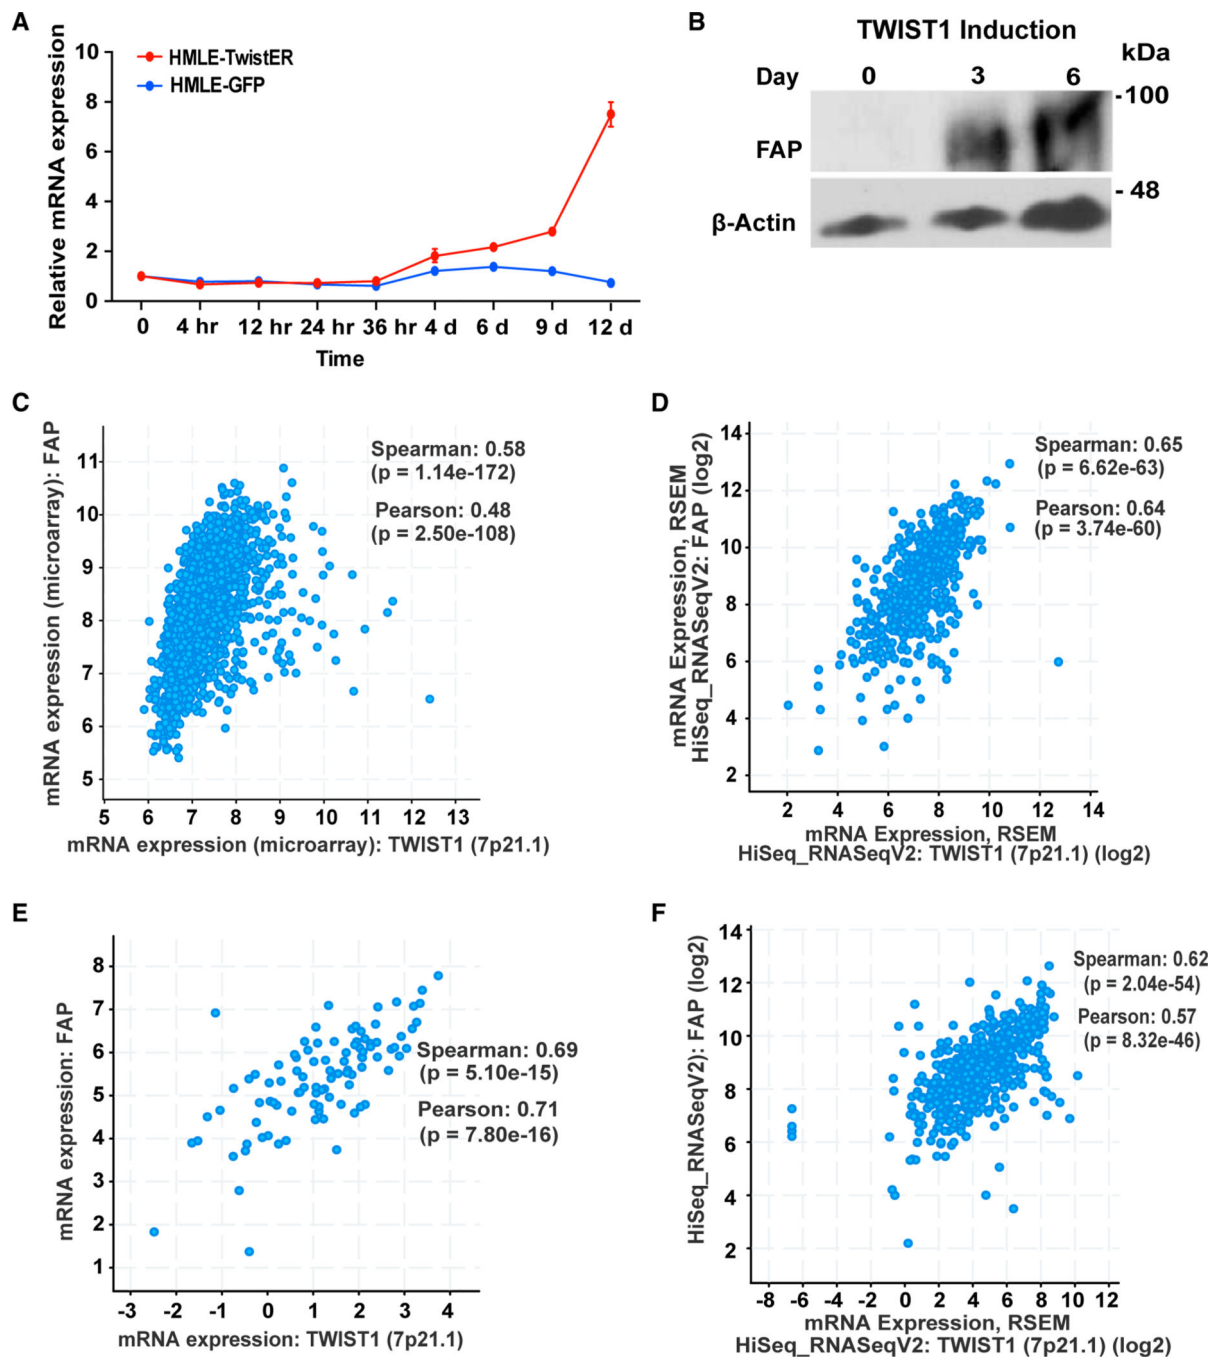 A
Relative mRNA expression
10
8
6
4
2
0
HMLE-TwistER
HMLE-GFP
0 4 hr 12 hr 24 hr 36 hr 4 d 6 d 9 d 12 d
Time
B
TWIST1 Induction
kDa
Day 0 3 6
-100
FAP
- 48
β-Actin
C
mRNA expression (microarray): FAP
11
10
9
8
7
6
5
Spearman: 0.58
(p = 1.14e-172)
Pearson: 0.48
(p = 2.50e-108)
5 6 7 8 9 10 11 12 13
mRNA expression (microarray): TWIST1 (7p21.1)
D
mRNA Expression, RSEM
HiSeq_RNASeqV2: FAP (log2)
14
12
10
8
6
4
2
Spearman: 0.65
(p = 6.62e-63)
Pearson: 0.64
(p = 3.74e-60)
2 4 6 8 10 12 14
mRNA Expression, RSEM
HiSeq_RNASeqV2: TWIST1 (7p21.1) (log2)
E
mRNA expression: FAP
8
7
6
5
4
3
2
1
Spearman: 0.69
(p = 5.10e-15)
Pearson: 0.71
(p = 7.80e-16)
-3 -2 -1 0 1 2 3 4
mRNA expression: TWIST1 (7p21.1)
F
HiSeq_RNASeqV2): FAP (log2)
14
12
10
8
6
4
2
Spearman: 0.62
(p = 2.04e-54)
Pearson: 0.57
(p = 8.32e-46)
-8 -6 -4 -2 0 2 4 6 8 10 12
mRNA Expression, RSEM
HiSeq_RNASeqV2: TWIST1 (7p21.1) (log2)